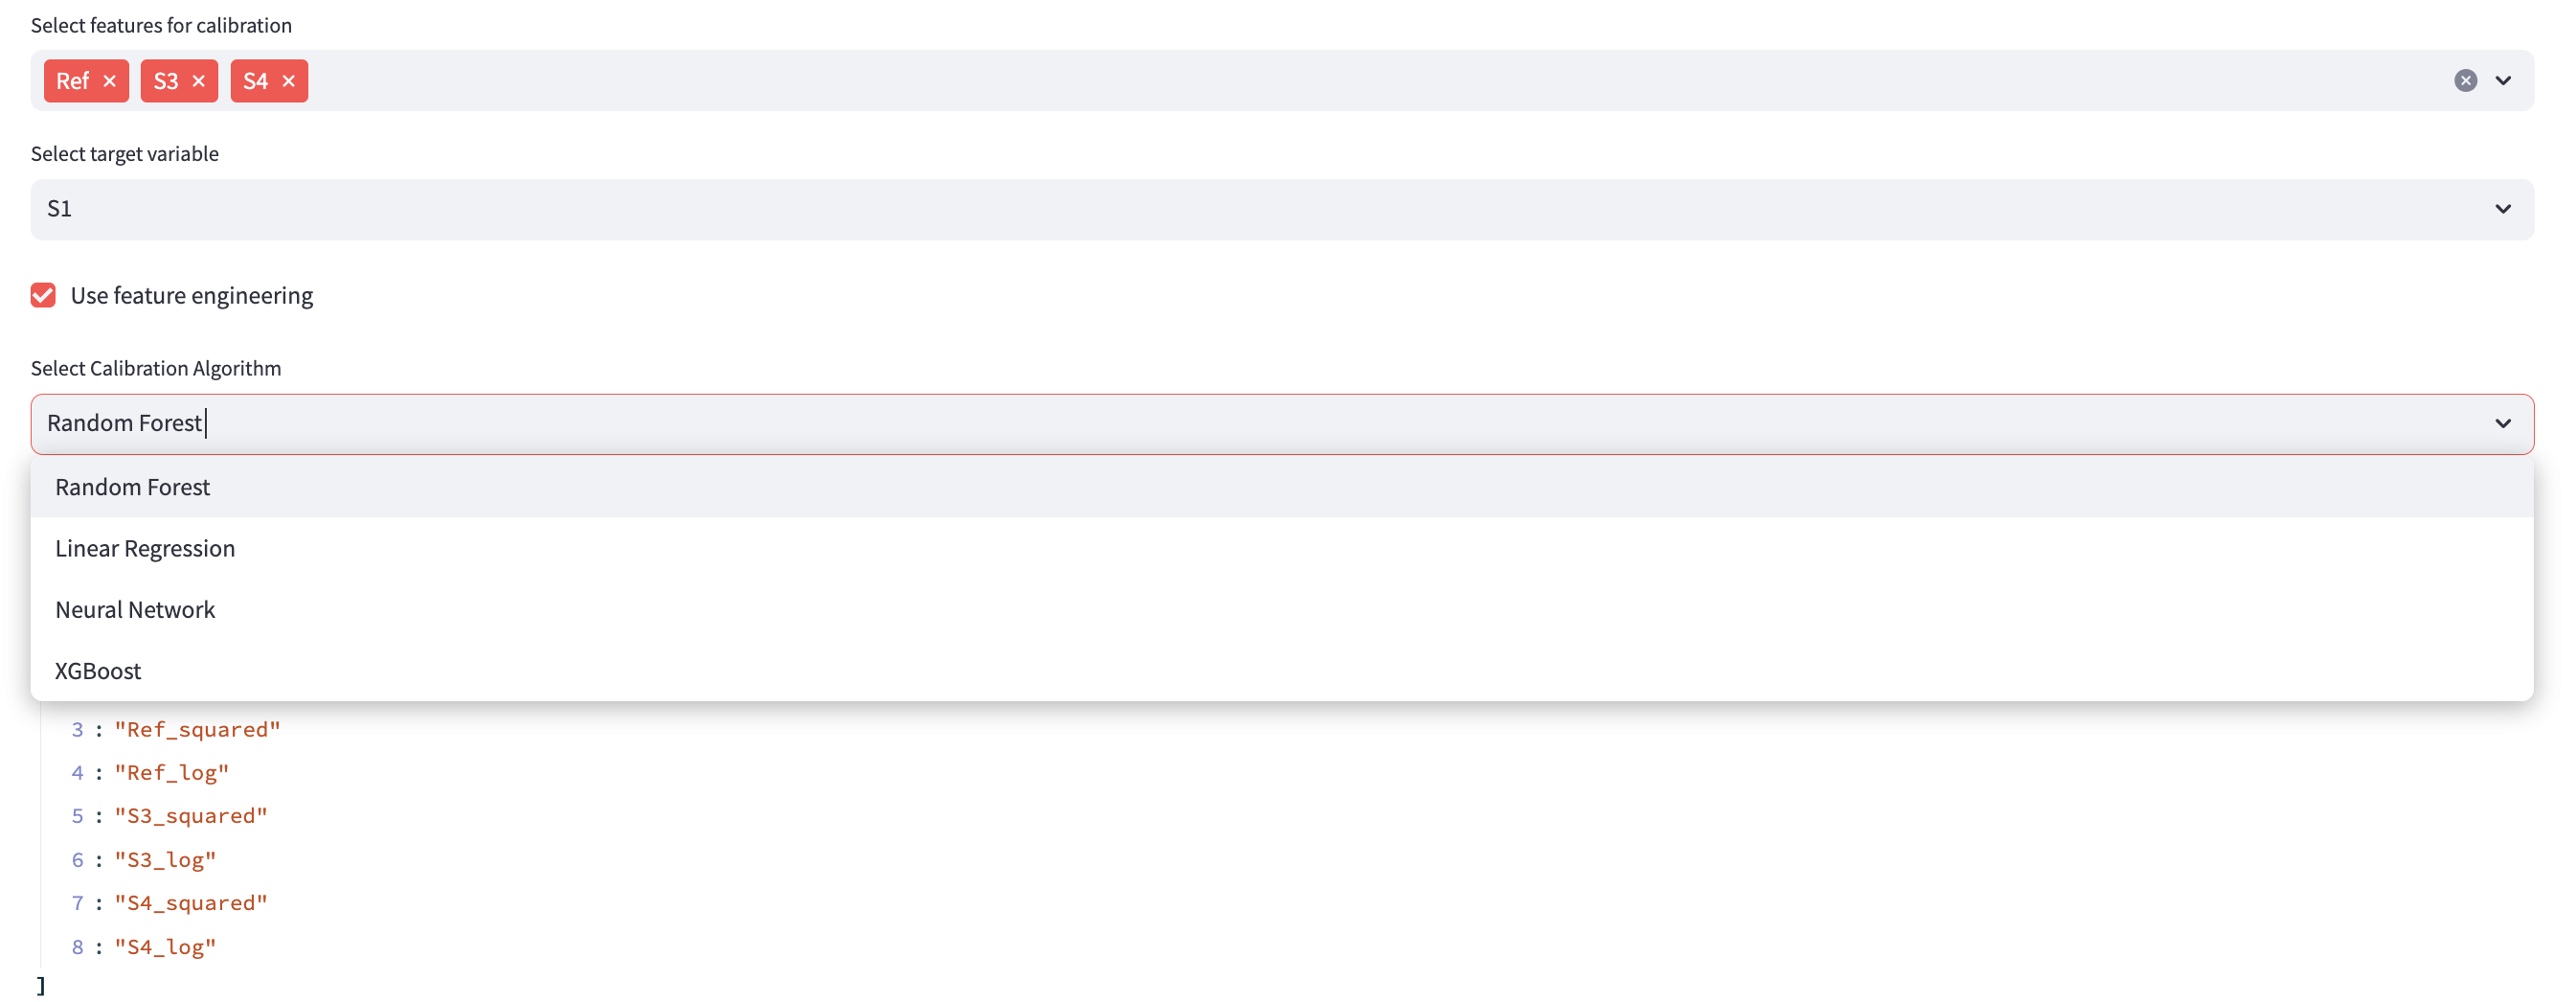 Select features for calibration
Ref × S3 × S4 ×
Select target variable
S1
Use feature engineering
Select Calibration Algorithm
Random Forest
Random Forest
Linear Regression
Neural Network
XGBoost
3 : "Ref_squared"
4 : "Ref_log"
5 : "S3_squared"
6 : "S3_log"
7 : "S4_squared"
8 : "S4_log"
]